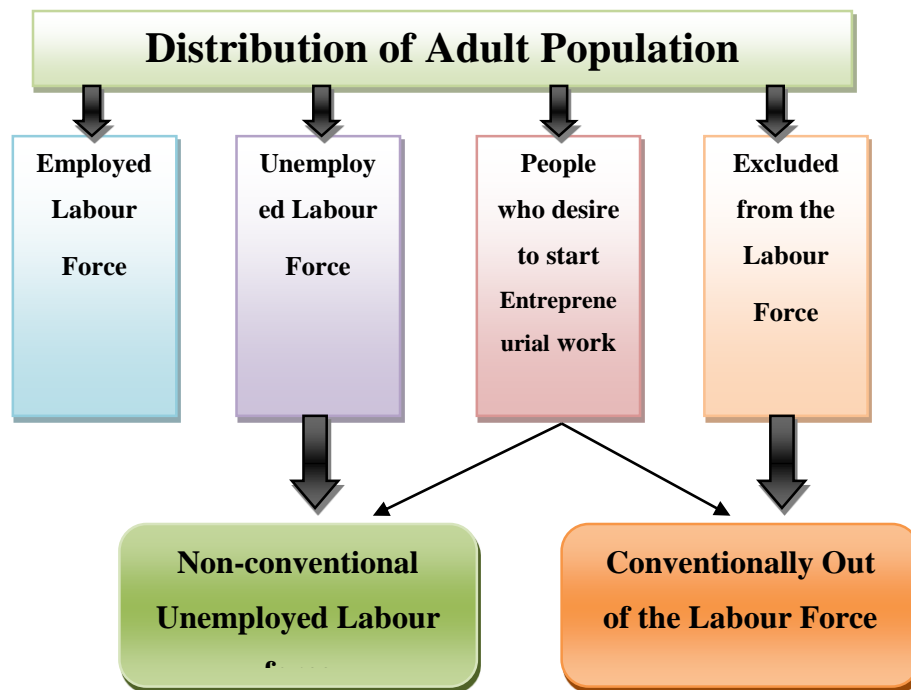 Distribution of Adult Population
Employed
Labour
Force
Unemploy
ed Labour
Force
People
who desire
to start
Entreprene
urial work
Excluded
from the
Labour
Force
Non-conventional
Unemployed Labour
Conventionally Out
of the Labour Force